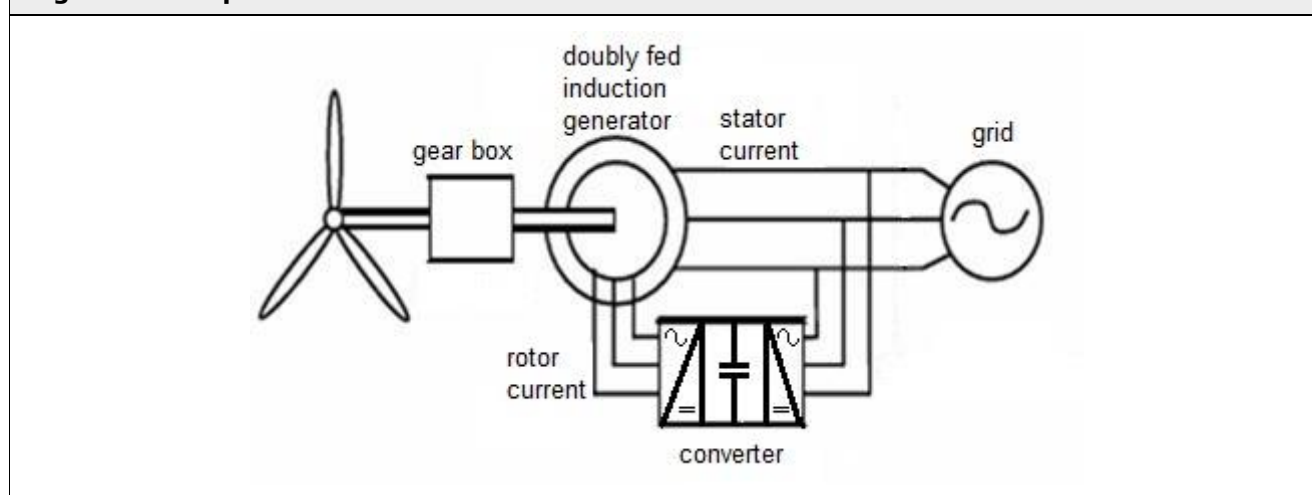 doubly fed
induction
generator
stator
current
grid
gear box
rotor
current
converter